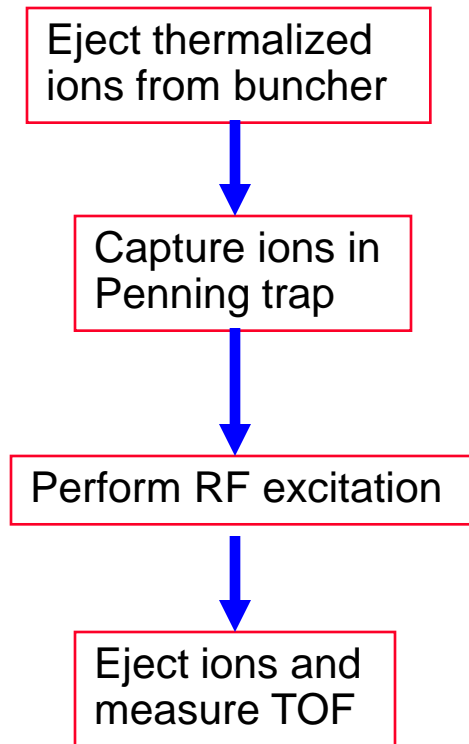 Eject thermalized
ions from buncher
Capture ions in
Penning trap
Perform RF excitation
Eject ions and
measure TOF